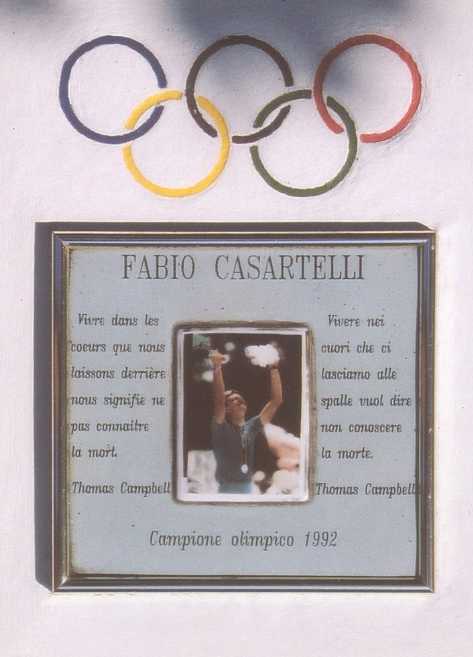 FABIO CASARTELLI
Vivre dans les
coeurs que nous
laissons derrière
nous signifie ne
pas connaitre
la mort.
Thomas Campbell
Vivere nei
cuori che ci
lasciamo alle
spalle vuol dire
non conoscere
la morte.
Thomas Campbell
Campione olimpico 1992